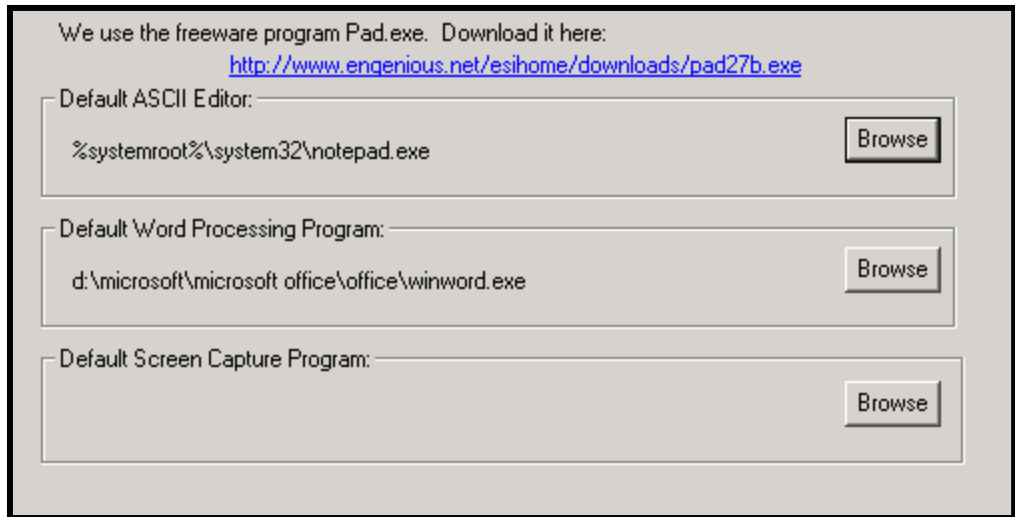 We use the freeware program Pad.exe.  Download it here:
http://www.engenious.net/esihome/downloads/pad27b.exe
Default ASCII Editor:
%systemroot%\system32\notepad.exe
Browse
Default Word Processing Program:
d:\microsoft\microsoft office\office\winword.exe
Browse
Default Screen Capture Program:
Browse